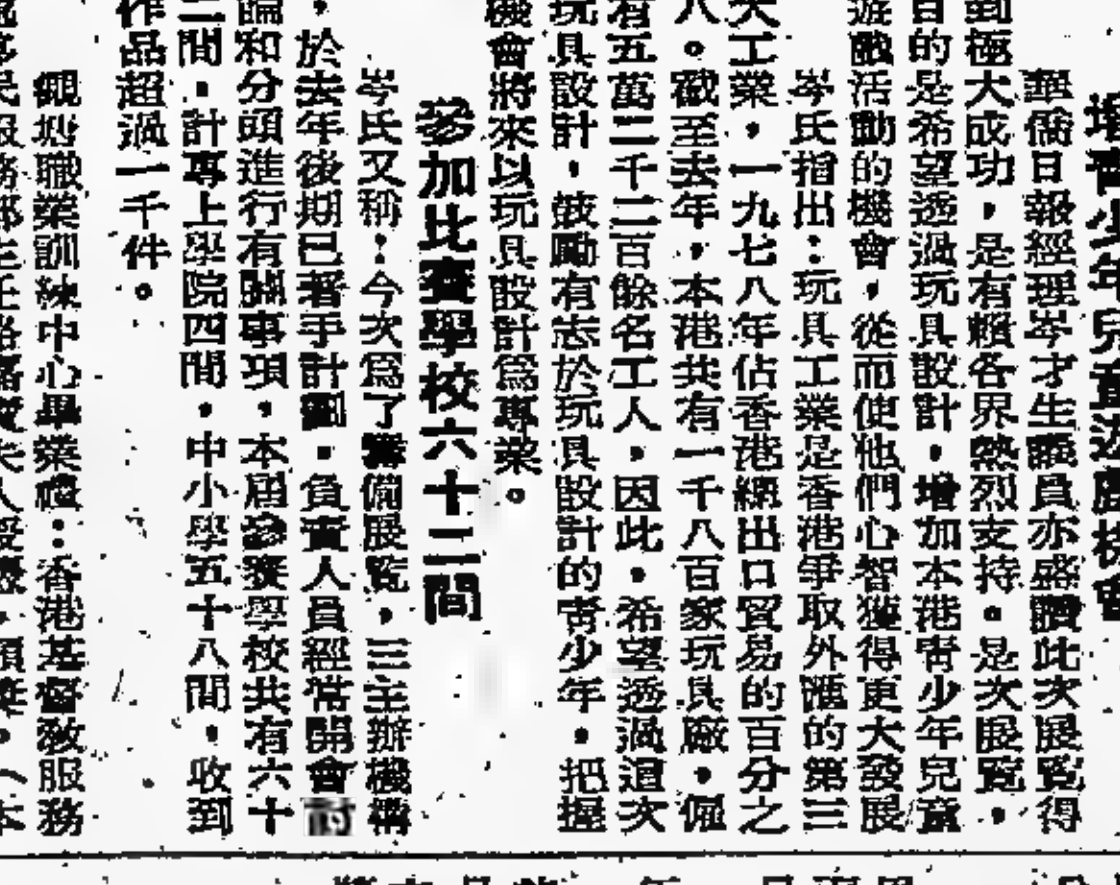 增青少年兒童遊應機會
華僑日報經理岑才生議員亦盛讚此次展覽得
到極大成功，是有賴各界熱烈支持。是次展覽，
目的是希望透過玩具設計，增加本港青少年兒童
遊戲活動的機會，從而使他們心智獲得更大發展
岑氏指出：玩具工業是香港爭取外匯的第三
大工業，一九七八年佔香港總出口貿易的百分之
八。截至去年，本港共有一千八百家玩具廠，僱
有五萬二千二百餘名工人，因此，希望透過這次
玩具設計，鼓勵有志於玩具設計的青少年，把握
機會將來以玩具設計為專業。
參加比賽學校六十二間
岑氏又稱：今次為了籌備展覽，三主辦機構
，於去年後期已著手計劃，負責人員經常開會討
論和分頭進行有關事項，本屆參賽學校共有六十
二間，計專上學院四間，中小學五十八間，收到
作品超過一千件。
觀塘職業訓練中心畢業禮：香港基督教服務